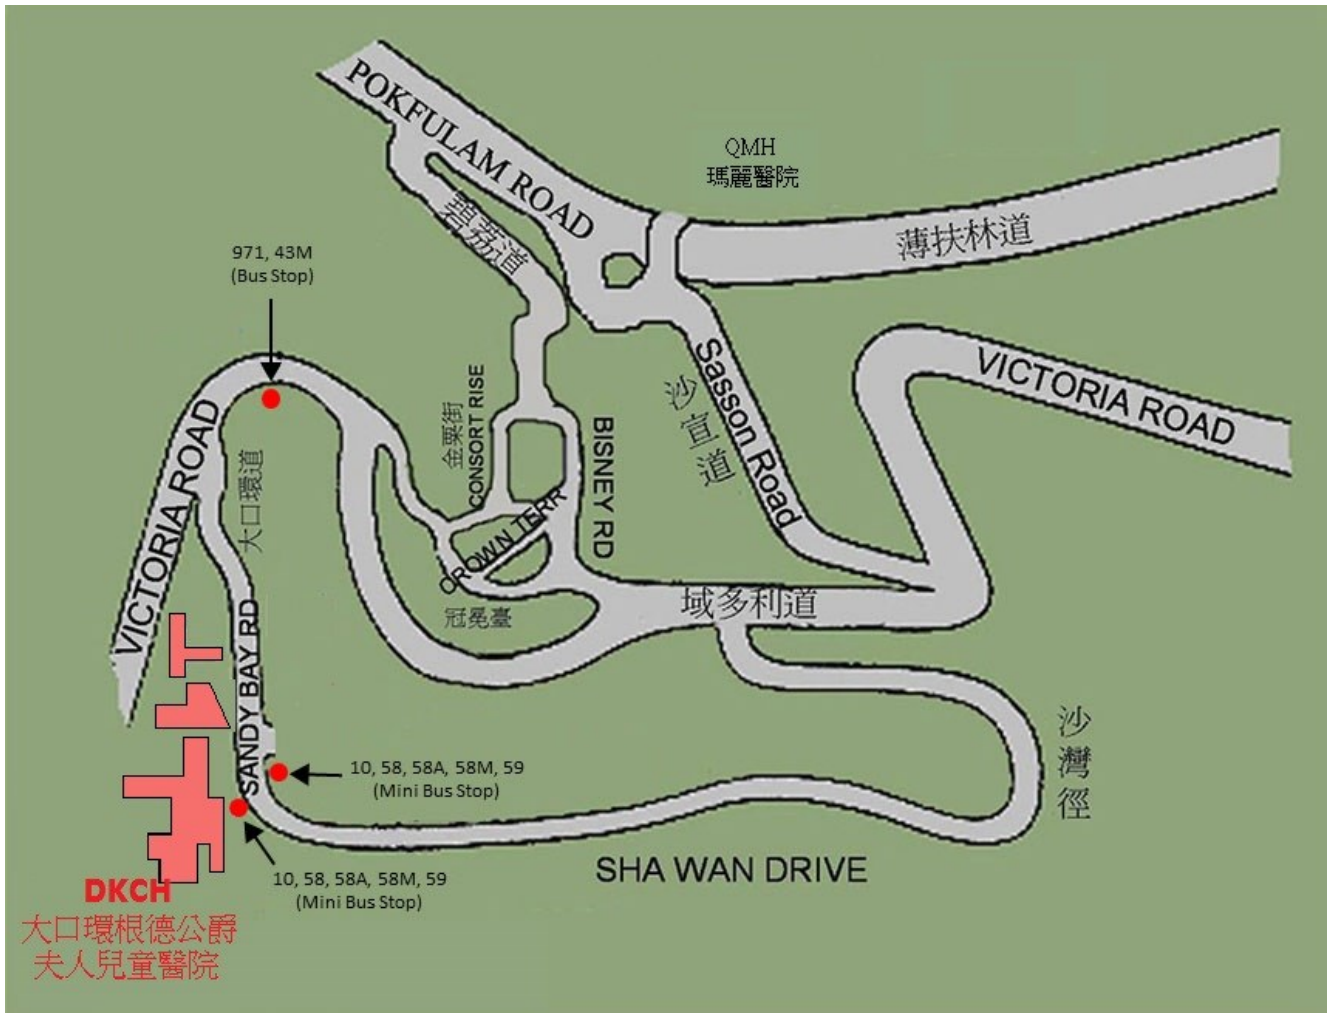 POKFULAM ROAD
QMH
瑪麗醫院
碧荔道
薄扶林道
971, 43M
(Bus Stop)
VICTORIA ROAD
Sasson Road
沙宣道
VICTORIA ROAD
金粟街
CONSORT RISE
BISNEY RD
大口環道
CROWN TERR
冠冕臺
域多利道
SANDY BAY RD
沙灣徑
10, 58, 58A, 58M, 59
(Mini Bus Stop)
SHA WAN DRIVE
10, 58, 58A, 58M, 59
(Mini Bus Stop)
DKCH
大口環根德公爵
夫人兒童醫院